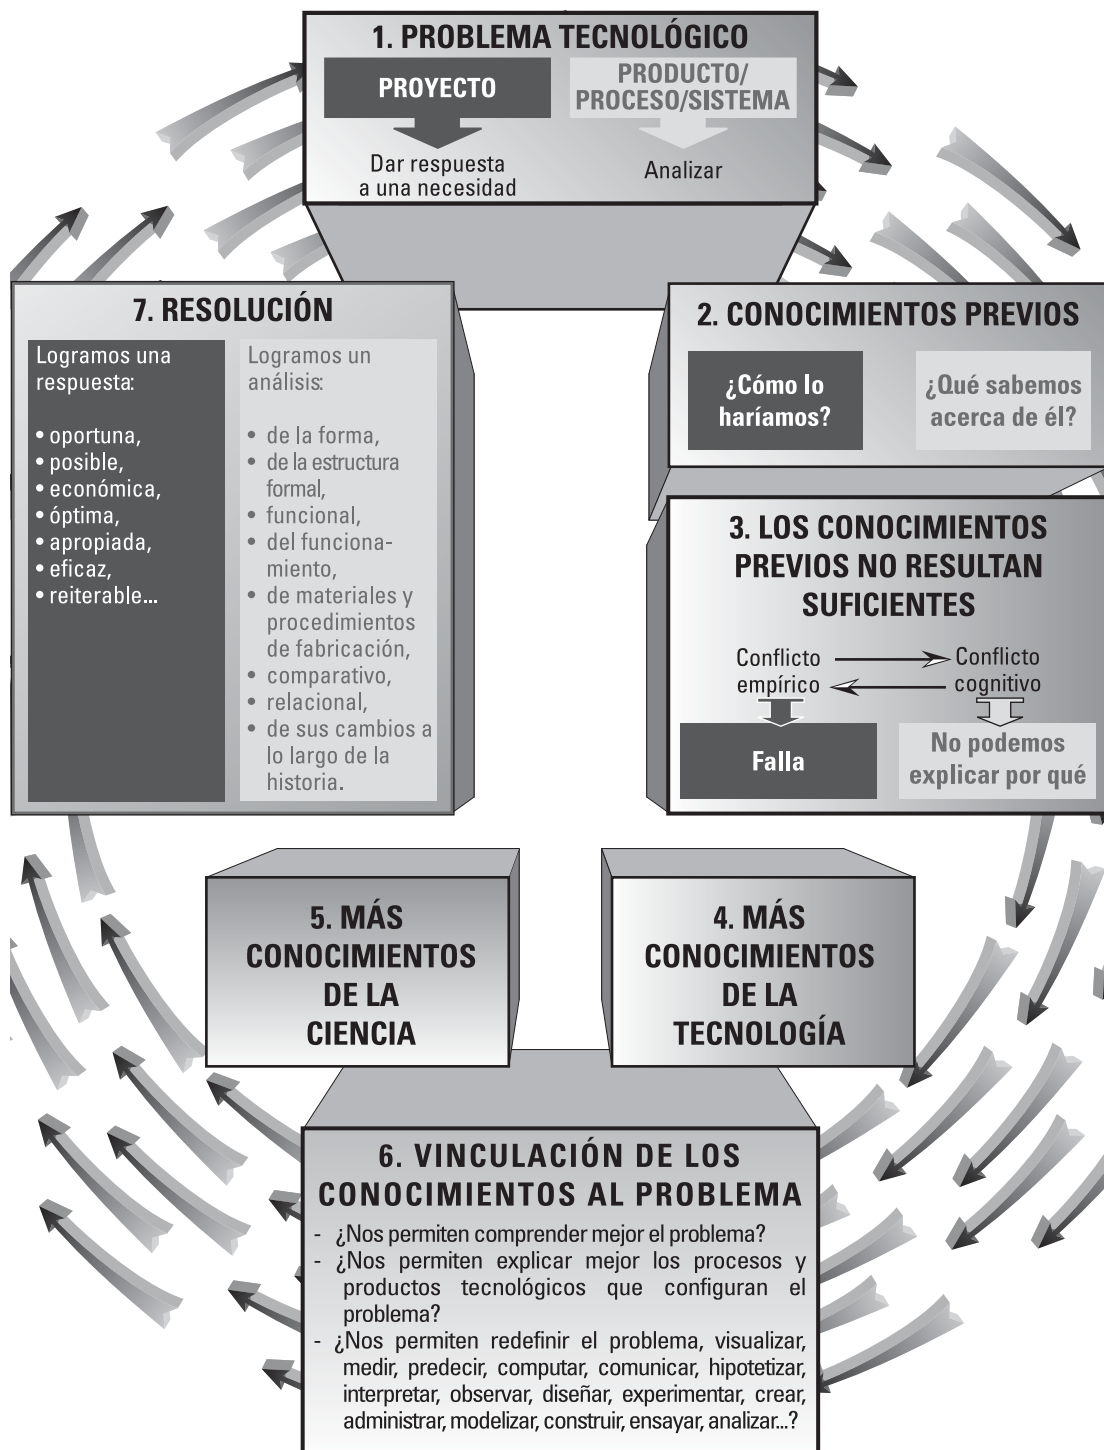 1. PROBLEMA TECNOLÓGICO
PROYECTO
Dar respuesta
a una necesidad
PRODUCTO/
PROCESO/SISTEMA
Analizar
2. CONOCIMIENTOS PREVIOS
¿Cómo lo
haríamos?
¿Qué sabemos
acerca de él?
3. LOS CONOCIMIENTOS
PREVIOS NO RESULTAN
SUFICIENTES
Conflicto
empírico
Conflicto
cognitivo
Falla
No podemos
explicar por qué
4. MÁS
CONOCIMIENTOS
DE LA
TECNOLOGÍA
5. MÁS
CONOCIMIENTOS
DE LA
CIENCIA
6. VINCULACIÓN DE LOS
CONOCIMIENTOS AL PROBLEMA
- ¿Nos permiten comprender mejor el problema?
- ¿Nos permiten explicar mejor los procesos y
productos tecnológicos que configuran el
problema?
- ¿Nos permiten redefinir el problema, visualizar,
medir, predecir, computar, comunicar, hipotetizar,
interpretar, observar, diseñar, experimentar, crear,
administrar, modelizar, construir, ensayar, analizar...?
7. RESOLUCIÓN
Logramos una
respuesta:
• oportuna,
• posible,
• económica,
• óptima,
• apropiada,
• eficaz,
• reiterable...
Logramos un
análisis:
• de la forma,
• de la estructura
formal,
• funcional,
• del funciona-
miento,
• de materiales y
procedimientos
de fabricación,
• comparativo,
• relacional,
• de sus cambios a
lo largo de la
historia.